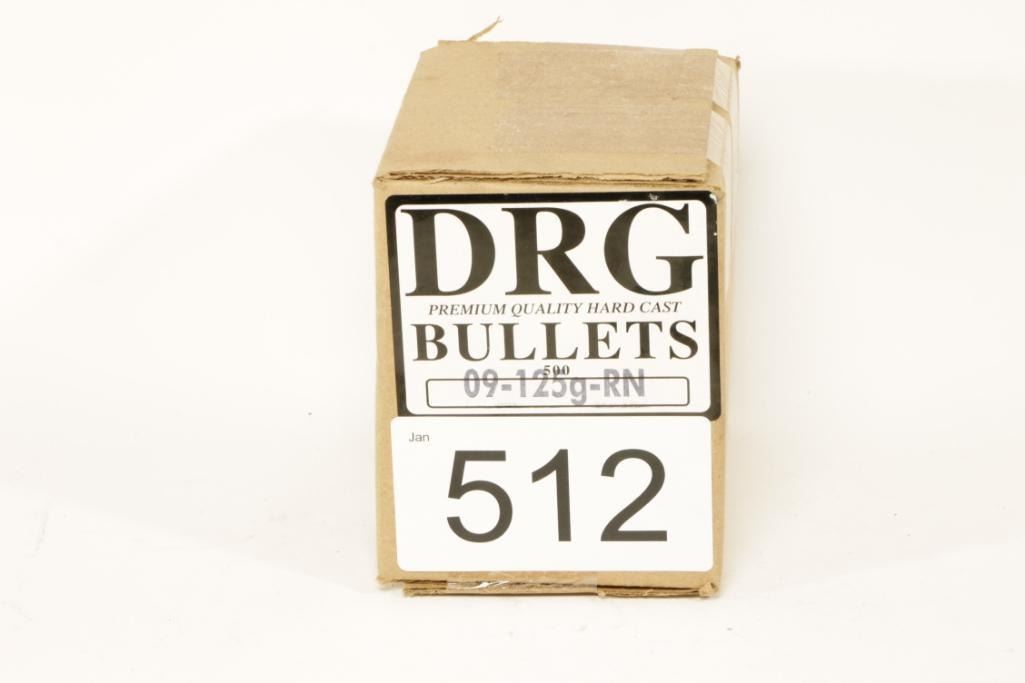 DRG
PREMIUM QUALITY HARD CAST
BULLETS
500
09-125g-RN
Jan
512